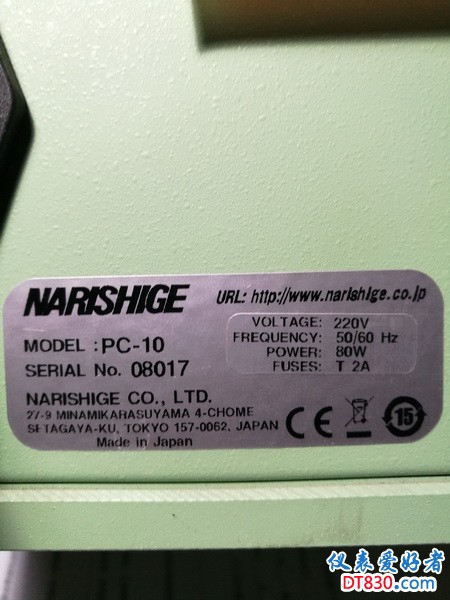 NARISHIGE
URL: http://www.narishige.co.jp
MODEL : PC-10
SERIAL No. 08017
VOLTAGE: 220V
FREQUENCY: 50/60 Hz
POWER: 80W
FUSES: T 2A
NARISHIGE CO., LTD.
27-9 MINAMIKARASUYAMA 4-CHOME
SETAGAYA-KU, TOKYO 157-0062, JAPAN
Made in Japan
CE
15
仪表爱好者
DT830.com